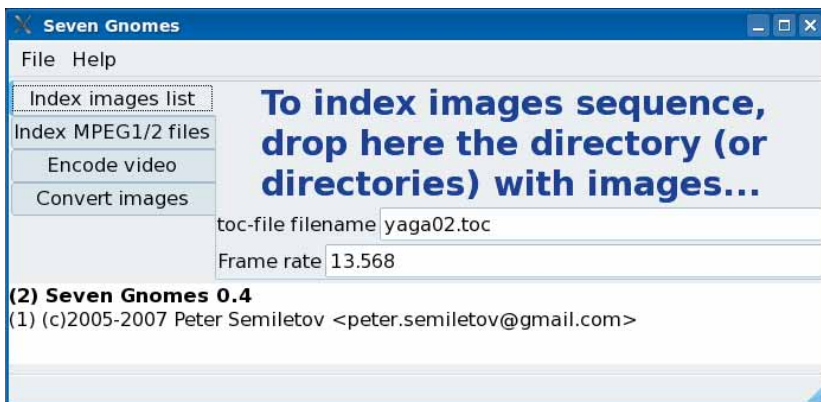 Seven Gnomes
File Help
Index images list
Index MPEG1/2 files
Encode video
Convert images
To index images sequence,
drop here the directory (or
directories) with images...
toc-file filename yaga02.toc
Frame rate 13.568
(2) Seven Gnomes 0.4
(1) (c)2005-2007 Peter Semiletov <peter.semiletov@gmail.com>